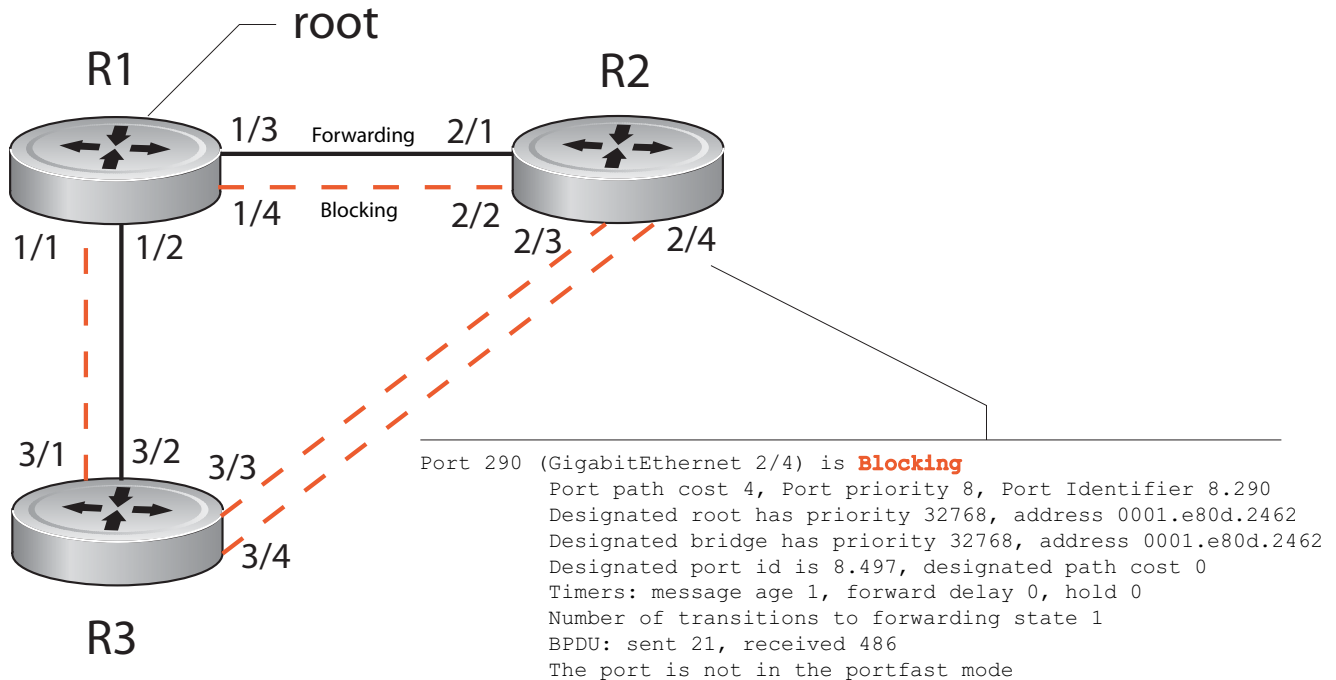 root
R1
R2
1/3
Forwarding
2/1
1/4
Blocking
2/2
1/1
1/2
2/3
2/4
3/1
3/2
3/3
3/4
R3
Port 290 (GigabitEthernet 2/4) is Blocking
Port path cost 4, Port priority 8, Port Identifier 8.290
Designated root has priority 32768, address 0001.e80d.2462
Designated bridge has priority 32768, address 0001.e80d.2462
Designated port id is 8.497, designated path cost 0
Timers: message age 1, forward delay 0, hold 0
Number of transitions to forwarding state 1
BPDU: sent 21, received 486
The port is not in the portfast mode